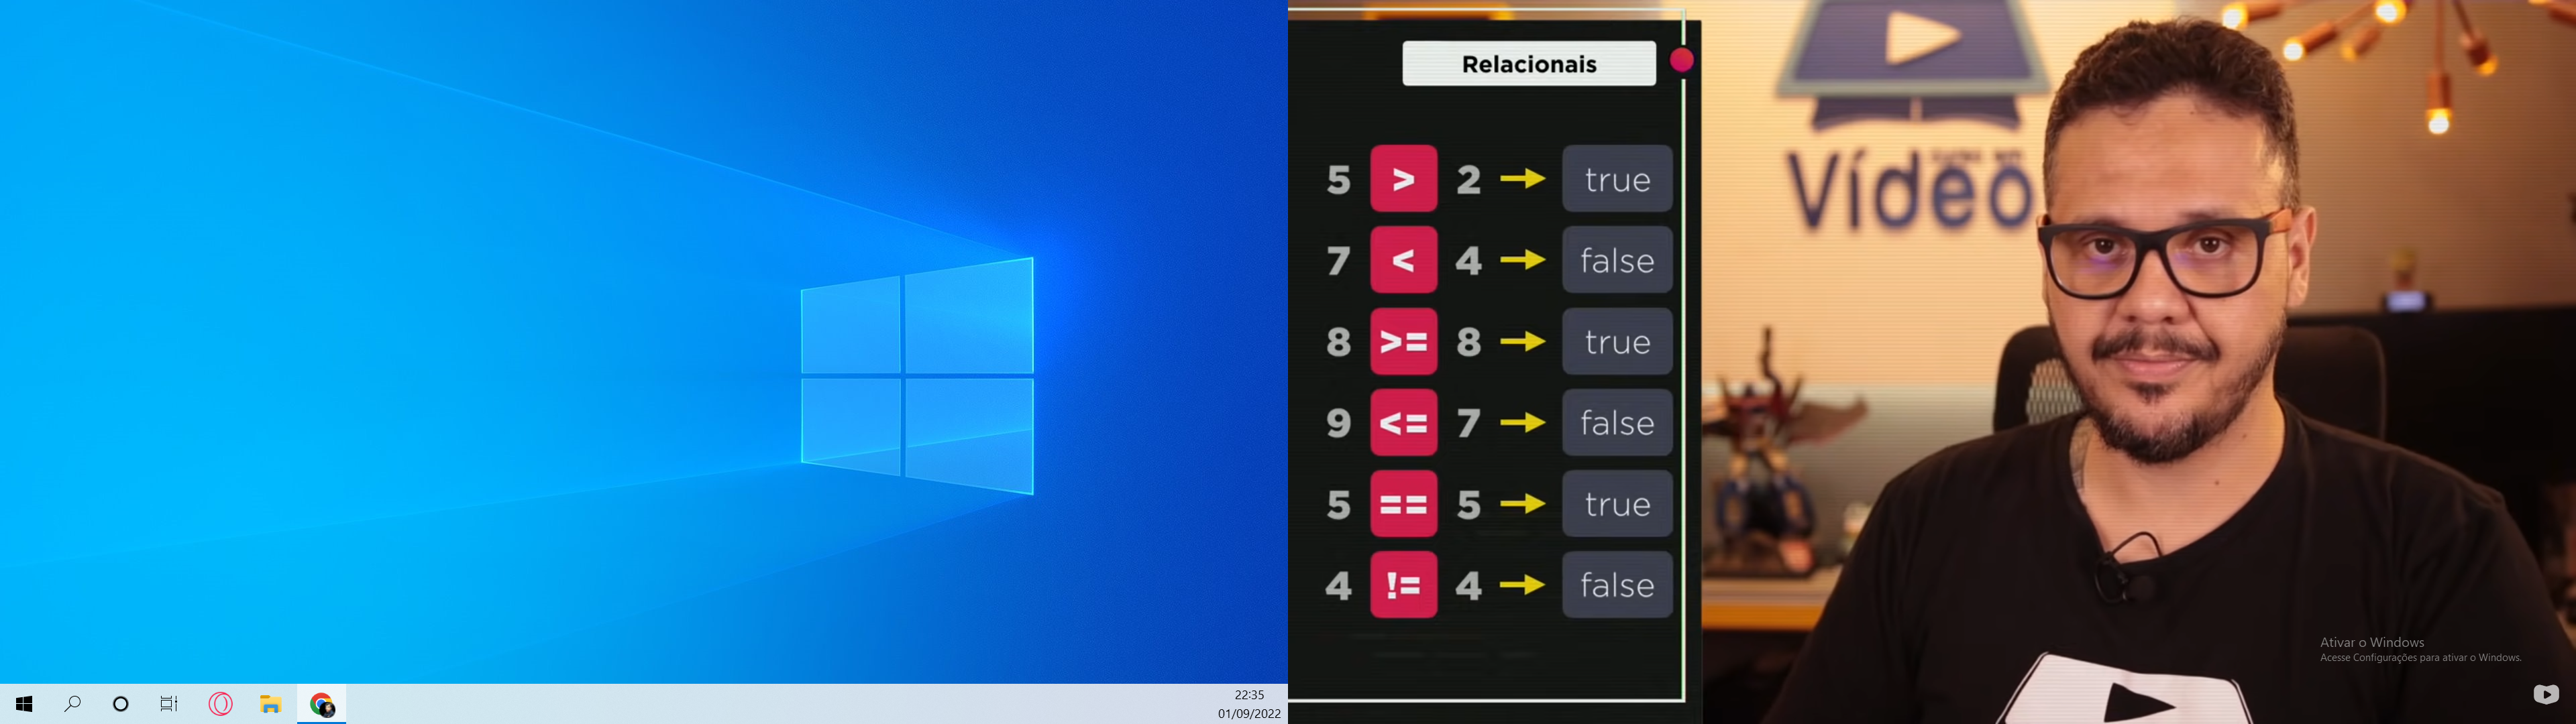 22:35
01/09/2022
Relacionais
5 > 2 → true
7 < 4 → false
8 >= 8 → true
9 <= 7 → false
5 == 5 → true
4 != 4 → false
Vídeo
Ativar o Windows
Acesse Configurações para ativar o Windows.